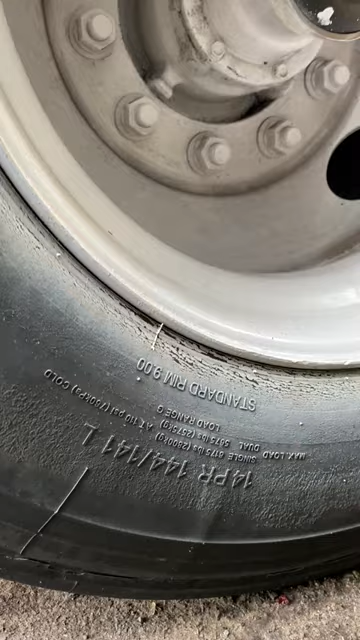 14PR 144/141 L
MAX. LOAD SINGLE 6175 lbs (2800kg) AT 110 psi (760kPa) COLD
DUAL 5675 lbs (2575kg)
LOAD RANGE G
STANDARD RIM 9.00